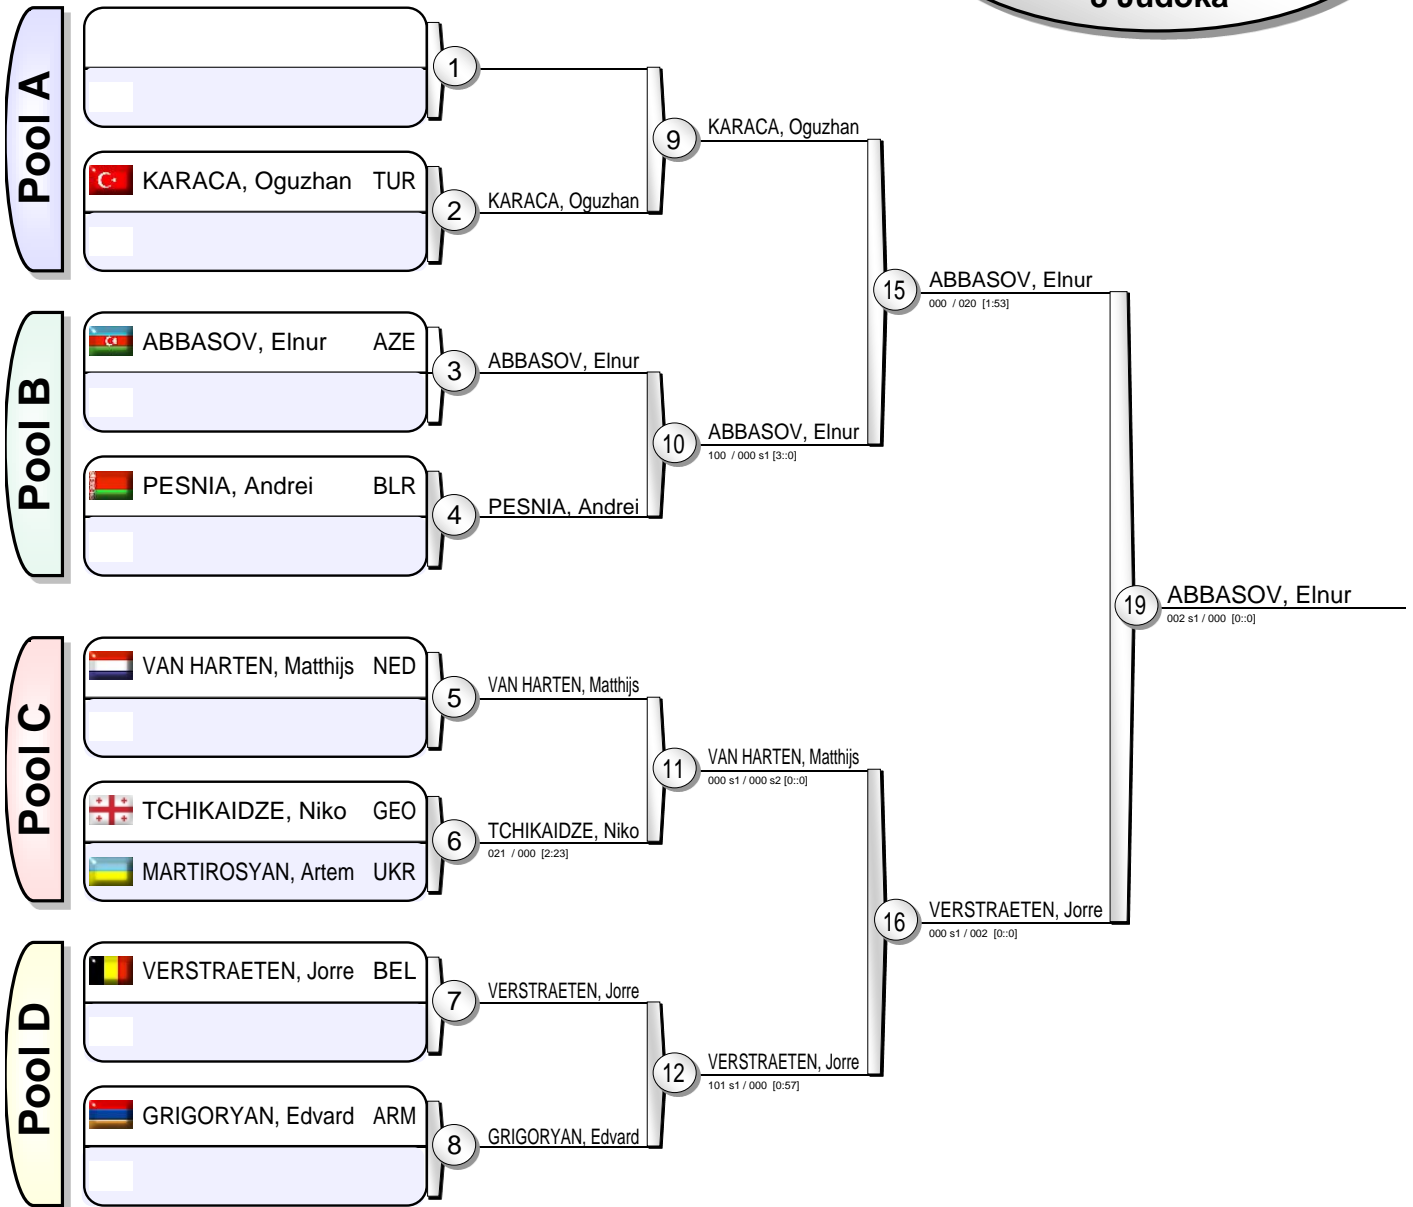 Pool A
1
KARACA, Oguzhan TUR
2
KARACA, Oguzhan
9
KARACA, Oguzhan
Pool B
ABBASOV, Elnur AZE
3
ABBASOV, Elnur
PESNIA, Andrei BLR
4
PESNIA, Andrei
10
ABBASOV, Elnur
100 / 000 s1 [3::0]
15
ABBASOV, Elnur
000 / 020 [1:53]
Pool C
VAN HARTEN, Matthijs NED
5
VAN HARTEN, Matthijs
TCHIKAIDZE, Niko GEO
MARTIROSYAN, Artem UKR
6
TCHIKAIDZE, Niko
021 / 000 [2:23]
11
VAN HARTEN, Matthijs
000 s1 / 000 s2 [0::0]
Pool D
VERSTRAETEN, Jorre BEL
7
VERSTRAETEN, Jorre
GRIGORYAN, Edvard ARM
8
GRIGORYAN, Edvard
12
VERSTRAETEN, Jorre
101 s1 / 000 [0:57]
16
VERSTRAETEN, Jorre
000 s1 / 002 [0::0]
19
ABBASOV, Elnur
002 s1 / 000 [0::0]
Judoka